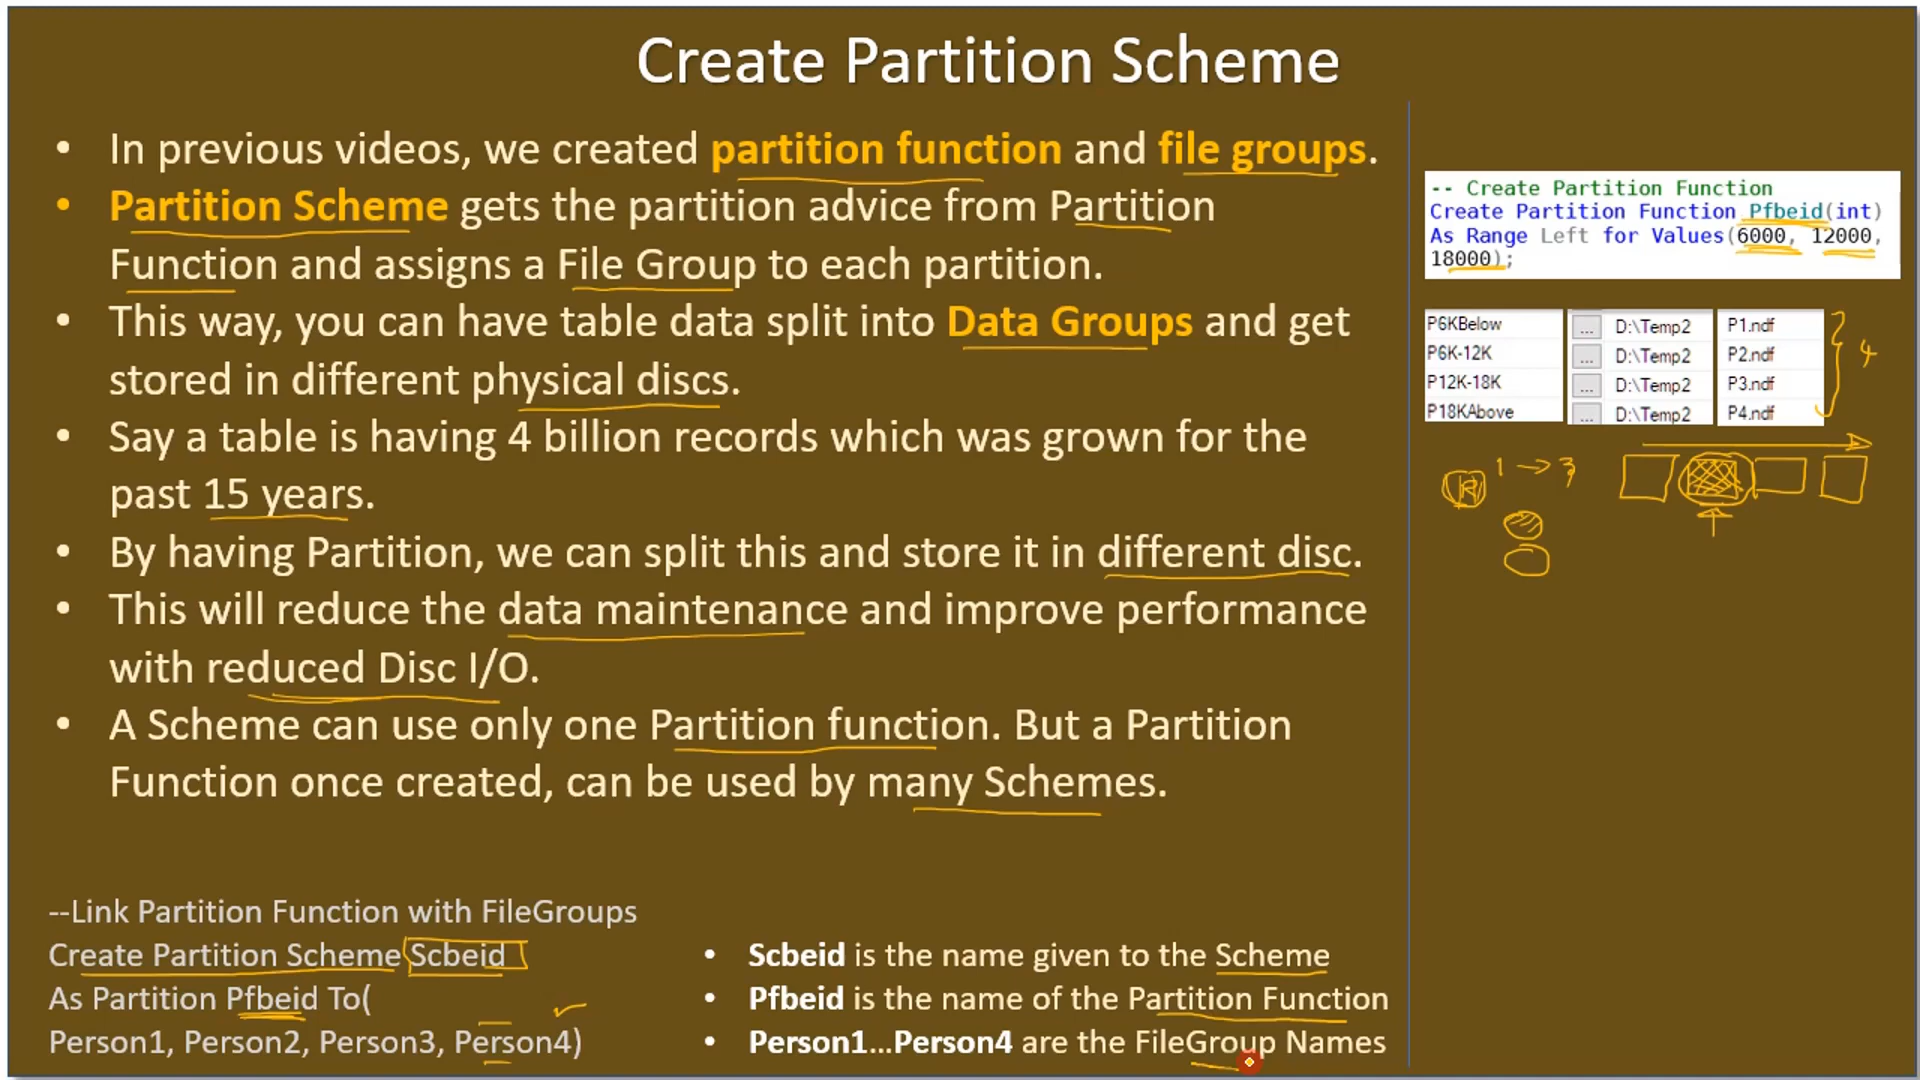 Create Partition Scheme
• In previous videos, we created partition function and file groups.
• Partition Scheme gets the partition advice from Partition
Function and assigns a File Group to each partition.
• This way, you can have table data split into Data Groups and get
stored in different physical discs.
• Say a table is having 4 billion records which was grown for the
past 15 years.
• By having Partition, we can split this and store it in different disc.
• This will reduce the data maintenance and improve performance
with reduced Disc I/O.
• A Scheme can use only one Partition function. But a Partition
Function once created, can be used by many Schemes.
--Link Partition Function with FileGroups
Create Partition Scheme Scbeid
As Partition Pfbeid To(
Person1, Person2, Person3, Person4)
• Scbeid is the name given to the Scheme
• Pfbeid is the name of the Partition Function
• Person1...Person4 are the FileGroup Names
-- Create Partition Function
Create Partition Function Pfbeid(int)
As Range Left for Values(6000, 12000,
18000);
P6KBelow ... D:\Temp2 P1.ndf
P6K-12K ... D:\Temp2 P2.ndf
P12K-18K ... D:\Temp2 P3.ndf
P18KAbove ... D:\Temp2 P4.ndf
4
R 1 → 3